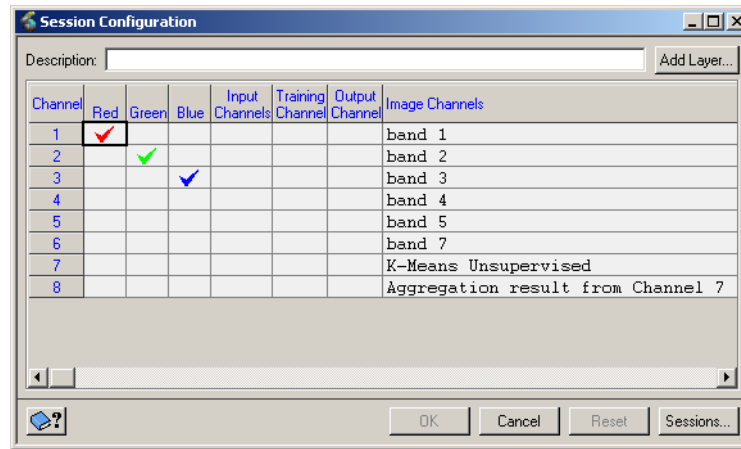 Session Configuration
Description:
Add Layer...
Channel Red Green Blue Input Channels Training Channel Output Channel Image Channels
1 band 1
2 band 2
3 band 3
4 band 4
5 band 5
6 band 7
7 K-Means Unsupervised
8 Aggregation result from Channel 7
? OK Cancel Reset Sessions...